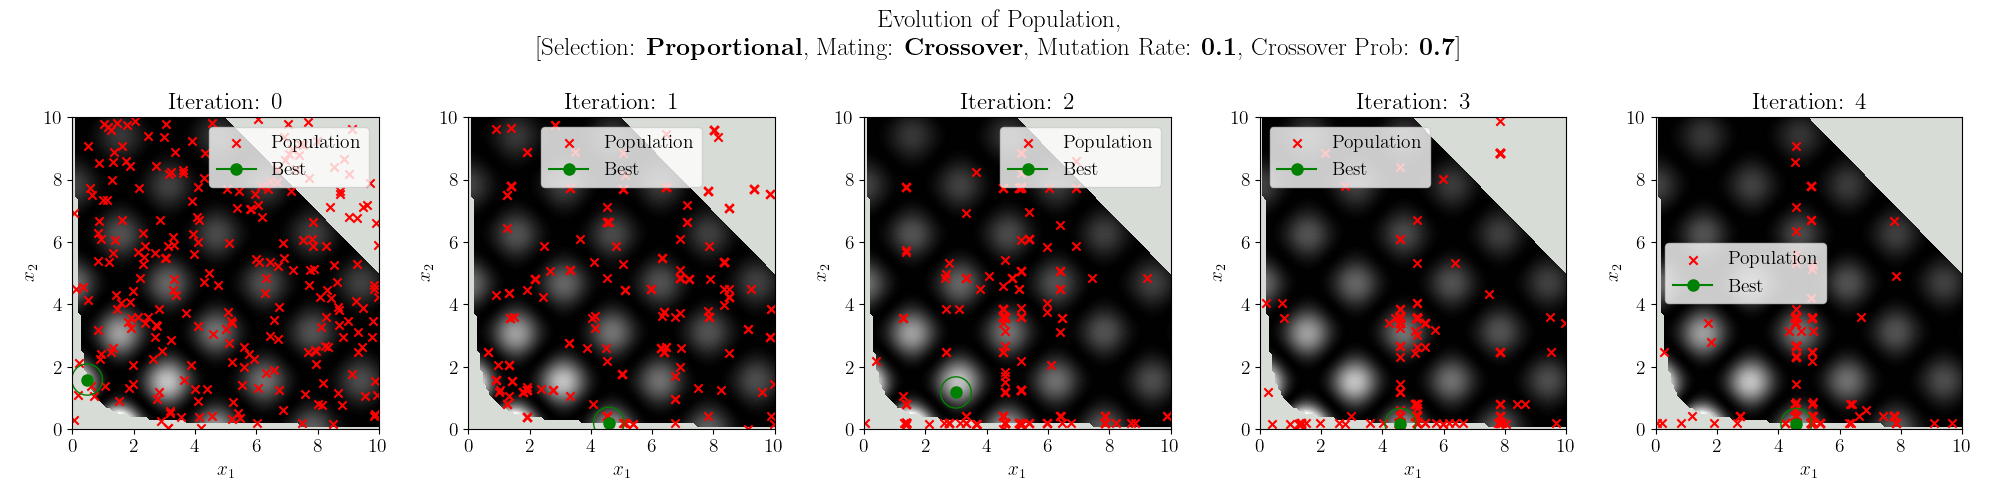 Evolution of Population,
[Selection: Proportional, Mating: Crossover, Mutation Rate: 0.1, Crossover Prob: 0.7]
Iteration: 0
10
8
6
4
2
0
x2
Population
Best
0 2 4 6 8 10
x1
Iteration: 1
10
8
6
4
2
0
x2
Population
Best
0 2 4 6 8 10
x1
Iteration: 2
10
8
6
4
2
0
x2
Population
Best
0 2 4 6 8 10
x1
Iteration: 3
10
8
6
4
2
0
x2
Population
Best
0 2 4 6 8 10
x1
Iteration: 4
10
8
6
4
2
0
x2
Population
Best
0 2 4 6 8 10
x1